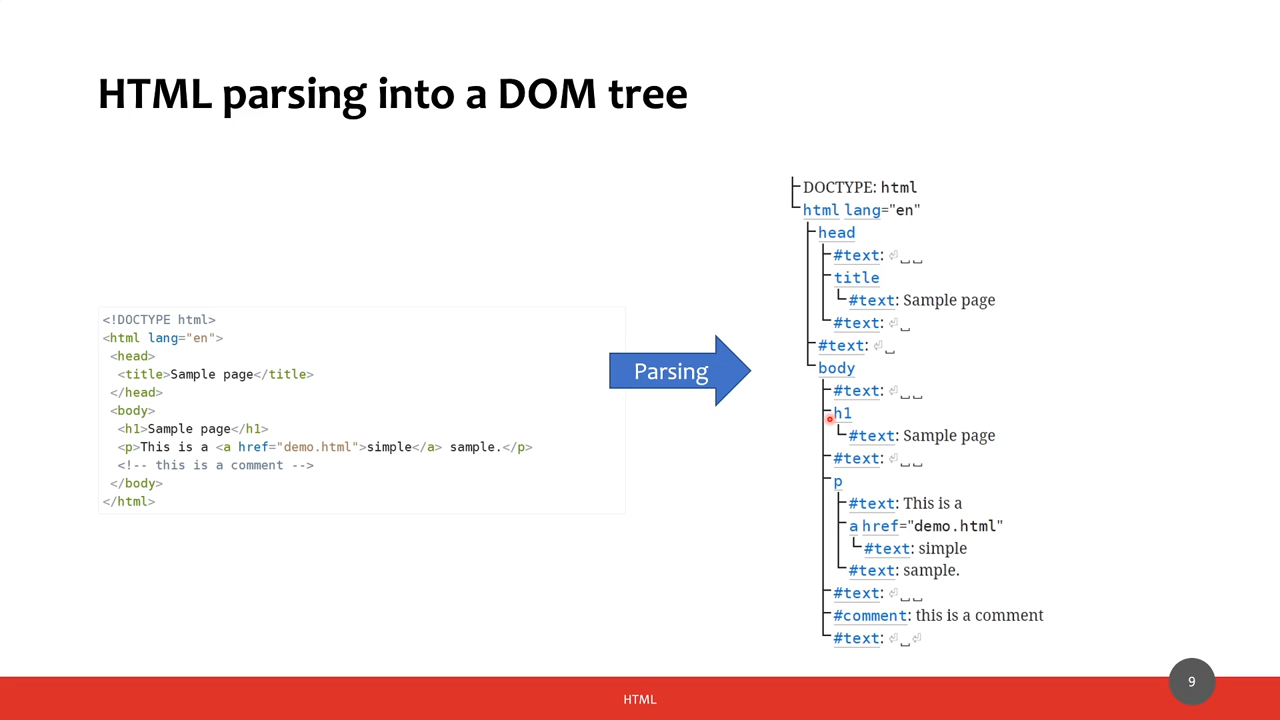 HTML parsing into a DOM tree
<!DOCTYPE html>
<html lang="en">
<head>
<title>Sample page</title>
</head>
<body>
<h1>Sample page</h1>
<p>This is a <a href="demo.html">simple</a> sample.</p>
<!-- this is a comment -->
</body>
</html>
Parsing
DOCTYPE: html
html lang="en"
head
#text: ⏎␣␣
title
#text: Sample page
#text: ⏎␣
#text: ⏎␣
body
#text: ⏎␣␣
h1
#text: Sample page
#text: ⏎␣␣
p
#text: This is a
a href="demo.html"
#text: simple
#text: sample.
#text: ⏎␣␣
#comment: this is a comment
#text: ⏎␣⏎
HTML
9